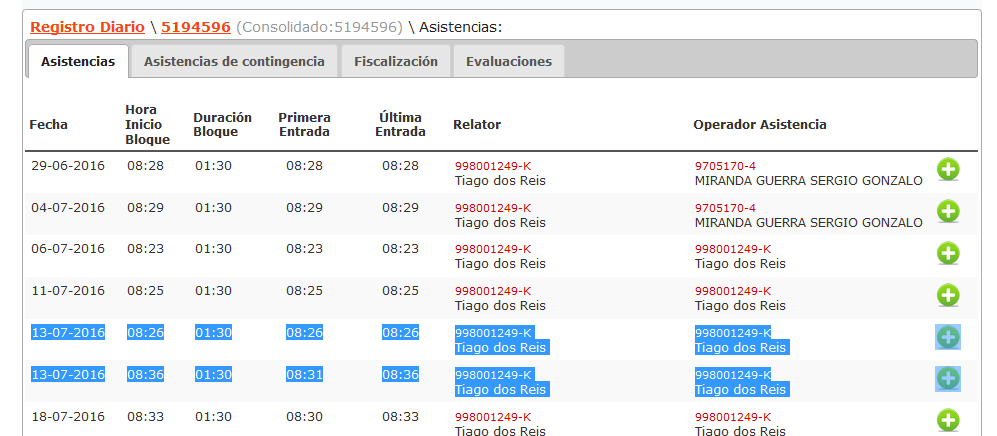 Registro Diario \ 5194596 (Consolidado:5194596) \ Asistencias:
Asistencias Asistencias de contingencia Fiscalización Evaluaciones
Fecha Hora Inicio Bloque Duración Bloque Primera Entrada Última Entrada Relator Operador Asistencia
29-06-2016 08:28 01:30 08:28 08:28 998001249-K 9705170-4
Tiago dos Reis MIRANDA GUERRA SERGIO GONZALO
04-07-2016 08:29 01:30 08:29 08:29 998001249-K 9705170-4
Tiago dos Reis MIRANDA GUERRA SERGIO GONZALO
06-07-2016 08:23 01:30 08:23 08:23 998001249-K 998001249-K
Tiago dos Reis Tiago dos Reis
11-07-2016 08:25 01:30 08:25 08:25 998001249-K 998001249-K
Tiago dos Reis Tiago dos Reis
13-07-2016 08:26 01:30 08:26 08:26 998001249-K 998001249-K
Tiago dos Reis Tiago dos Reis
13-07-2016 08:36 01:30 08:31 08:36 998001249-K 998001249-K
Tiago dos Reis Tiago dos Reis
18-07-2016 08:33 01:30 08:30 08:33 998001249-K 998001249-K
Tiago dos Reis Tiago dos Reis